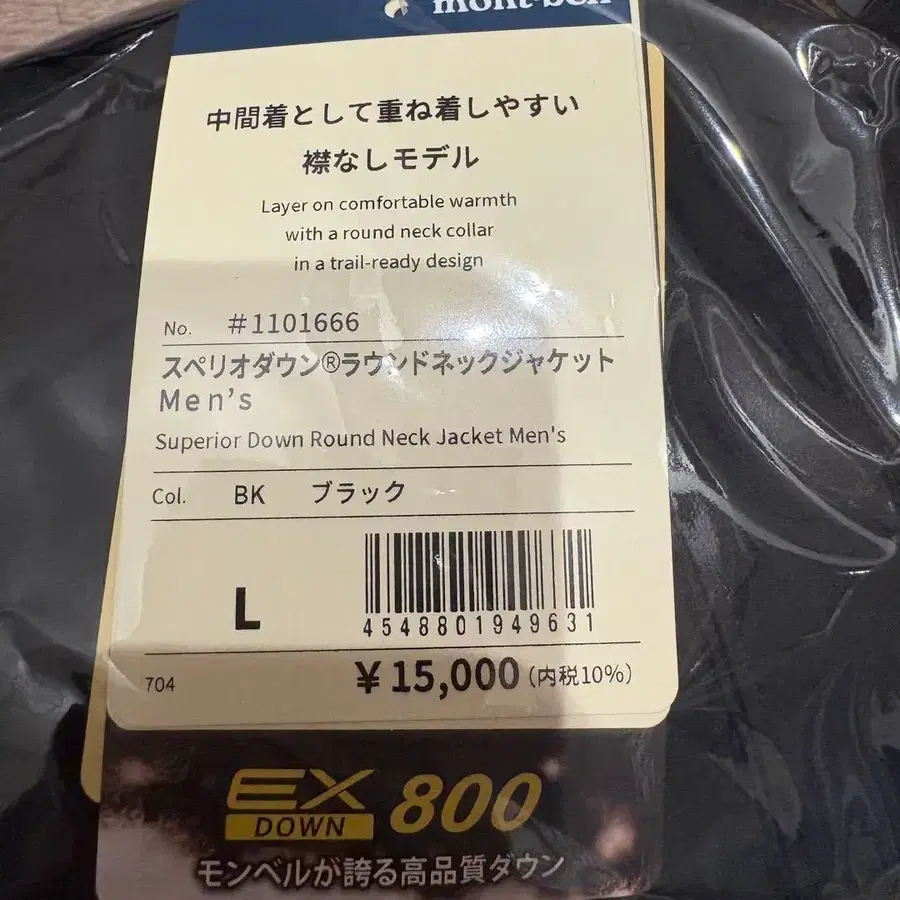 mont-bell
中間着として重ね着しやすい
襟なしモデル
Layer on comfortable warmth
with a round neck collar
in a trail-ready design
No. #1101666
スペリオダウン®ラウンドネックジャケット
Men's
Superior Down Round Neck Jacket Men's
Col. BK ブラック
L
4548801949631
704 ¥15,000(内税10%)
EX
DOWN 800
モンベルが誇る高品質ダウン